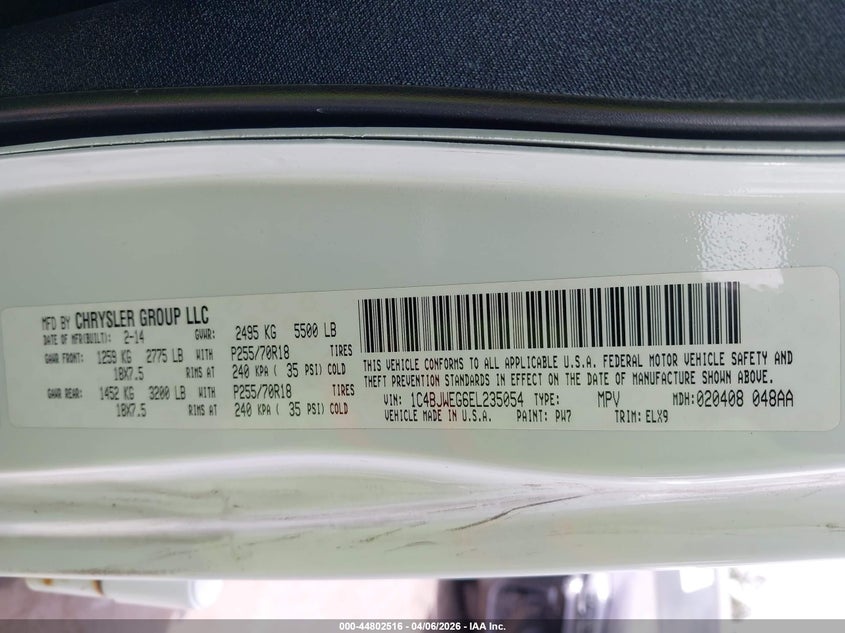 MFD BY CHRYSLER GROUP LLC
DATE OF MFR(BUILT): 2-14 GVWR: 2495 KG 5500 LB
GAWR FRONT: 1259 KG 2775 LB WITH P255/70R18 TIRES
18X7.5 RIMS AT 240 KPA ( 35 PSI) COLD
GAWR REAR: 1452 KG 3200 LB WITH P255/70R18 TIRES
18X7.5 RIMS AT 240 KPA ( 35 PSI) COLD
THIS VEHICLE CONFORMS TO ALL APPLICABLE U.S.A. FEDERAL MOTOR VEHICLE SAFETY AND
THEFT PREVENTION STANDARDS IN EFFECT ON THE DATE OF MANUFACTURE SHOWN ABOVE.
VIN: 1C4BJWEG6EL235054 TYPE: MPV MDH:020408 048AA
VEHICLE MADE IN U.S.A. PAINT: PW7 TRIM: ELX9
000-44802516 - 04/06/2026 - IAA Inc.